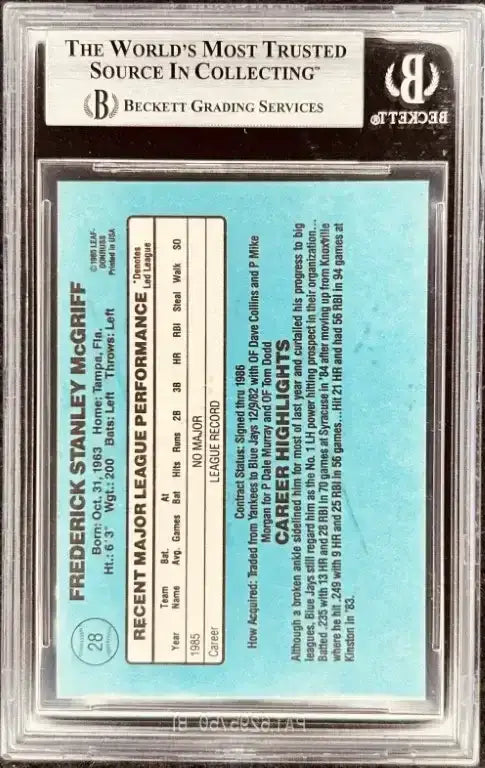 THE WORLD'S MOST TRUSTED
SOURCE IN COLLECTING™
B BECKETT GRADING SERVICES
B
BECKETT®
28
FREDERICK STANLEY McGRIFF
© 1985 LEAF-
DONRUSS
Printed in USA
Born: Oct. 31, 1963 Home: Tampa, Fla.
Ht.: 6'3" Wgt.: 200 Bats: Left Throws: Left
RECENT MAJOR LEAGUE PERFORMANCE
*Denotes
Led League
Year Team Name Bat. Avg. Games At Bat Hits Runs 2B 3B HR RBI Steal Walk SO
1985 NO MAJOR
Career LEAGUE RECORD
Contract Status: Signed thru 1986
How Acquired: Traded from Yankees to Blue Jays 12/9/82 with OF Dave Collins and P Mike
Morgan for P Dale Murray and OF Tom Dodd
CAREER HIGHLIGHTS
Although a broken ankle sidelined him for most of last year and curtailed his progress to big
leagues, Blue Jays still regard him as the No. 1 LH power hitting prospect in their organization...
Batted .235 with 13 HR and 28 RBI in 70 games at Syracuse in '84 after moving up from Knoxville
where he hit .249 with 9 HR and 25 RBI in 56 games...Hit 21 HR and had 56 RBI in 94 games at
Kinston in '83.